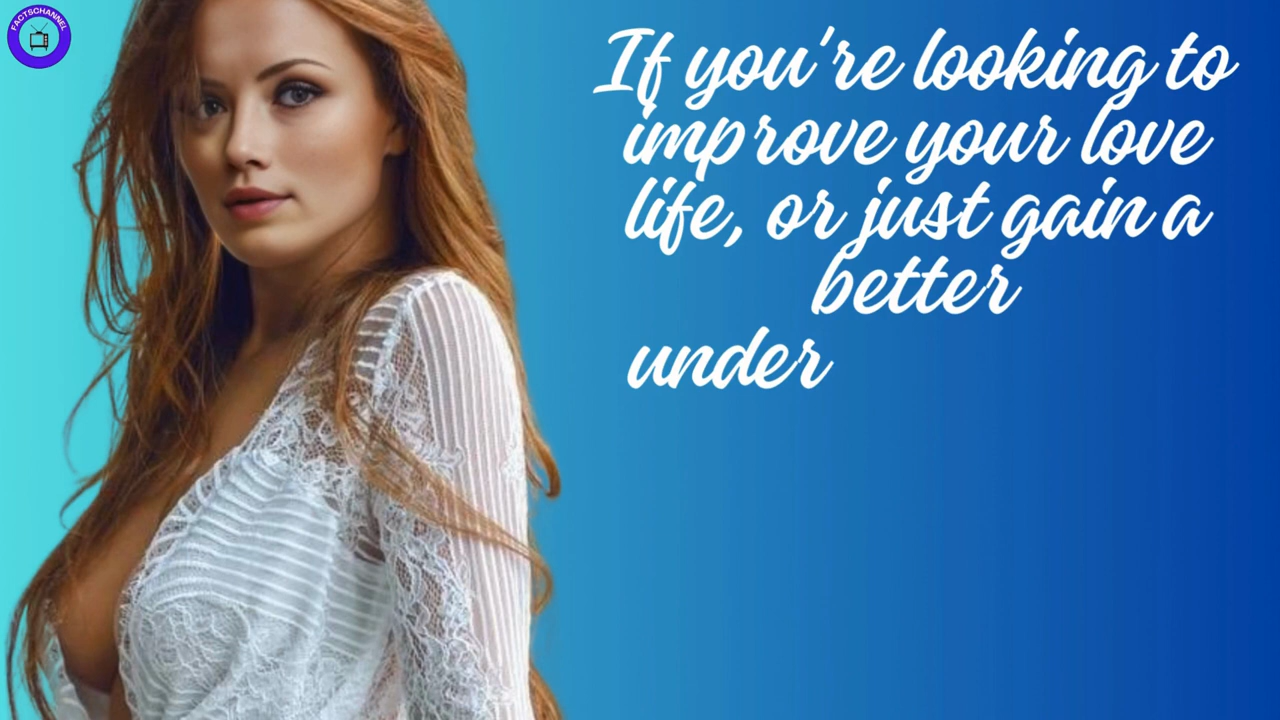 FACTSCHANNEL
If you're looking to
improve your love
life, or just gain a
better
under